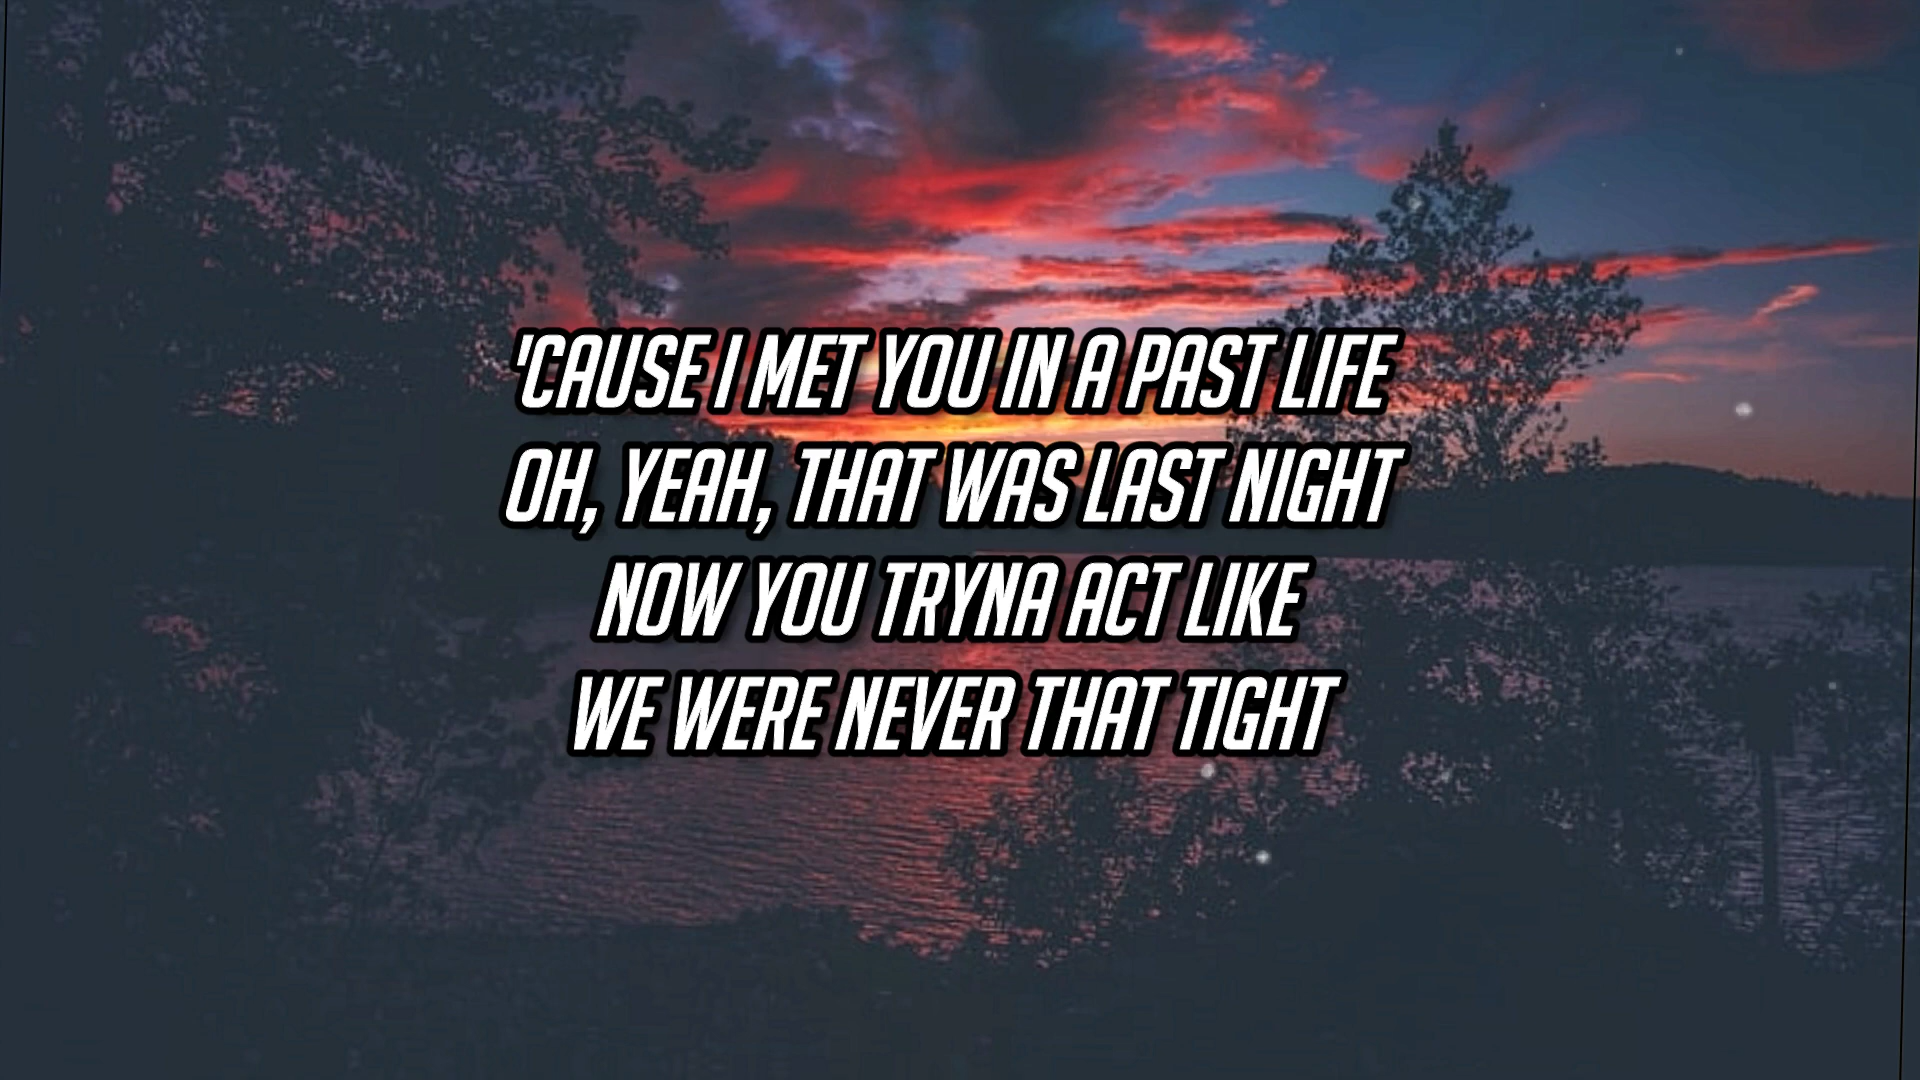 'CAUSE I MET YOU IN A PAST LIFE
OH, YEAH, THAT WAS LAST NIGHT
NOW YOU TRYNA ACT LIKE
WE WERE NEVER THAT TIGHT